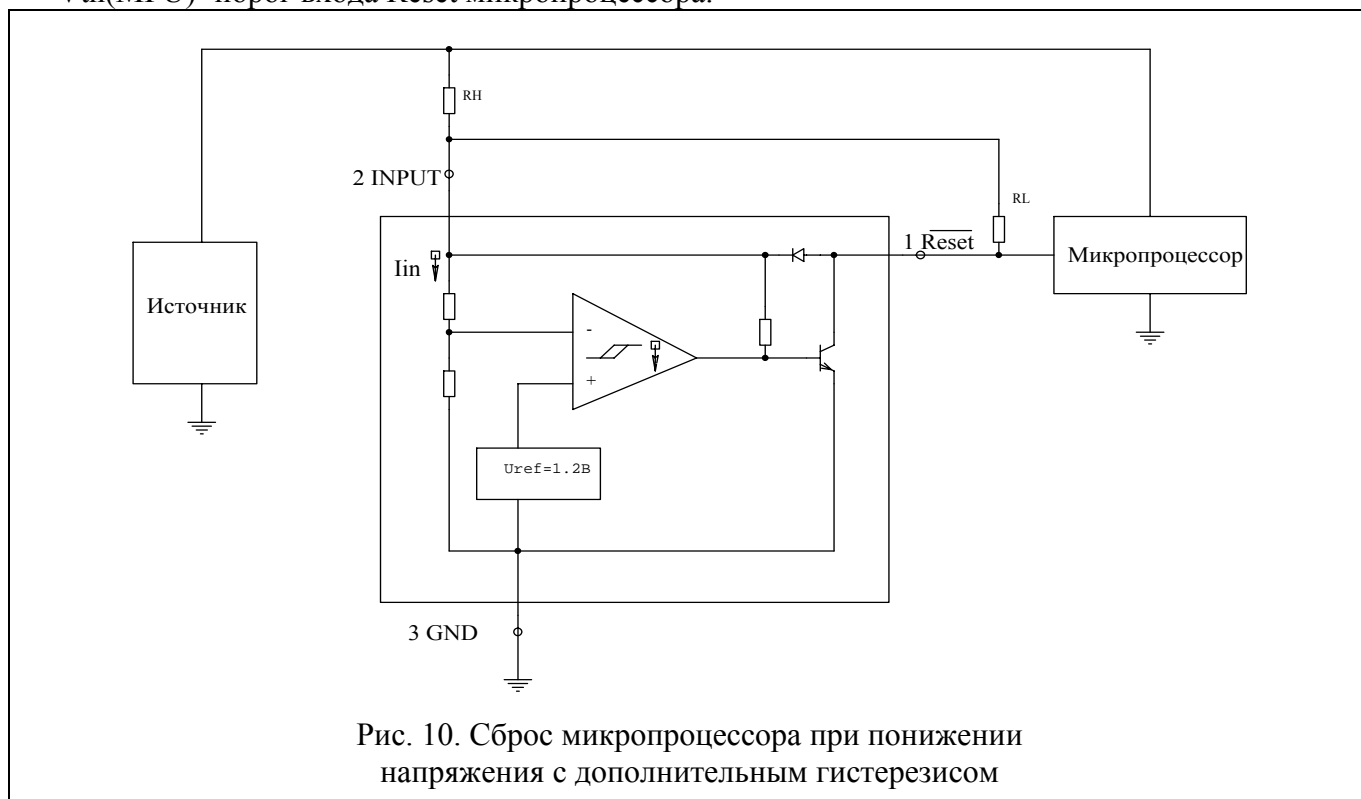 RH
2 INPUT
RL
1 Reset
Микропроцессор
Iin
Источник
-
+
Uref=1.2В
3 GND
Рис. 10. Сброс микропроцессора при понижении
напряжения с дополнительным гистерезисом